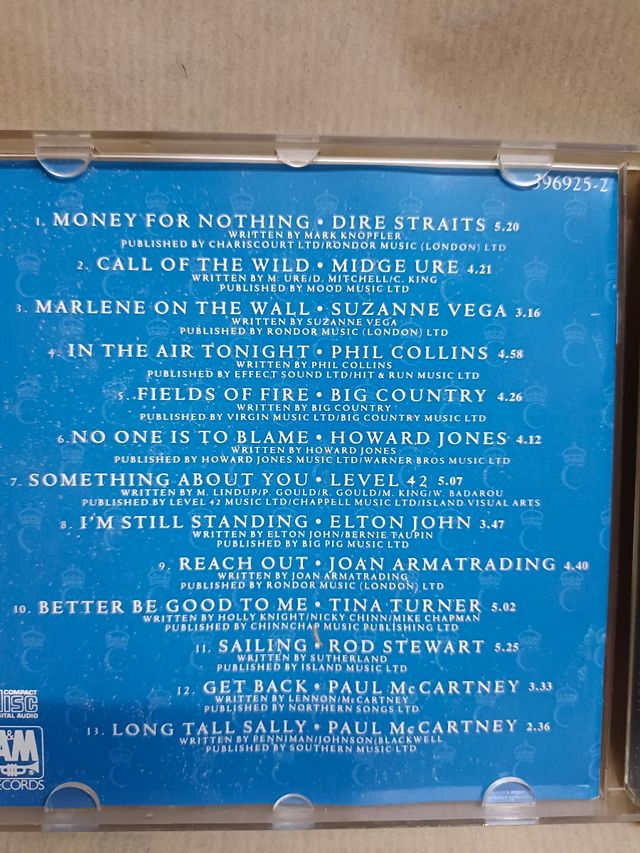 396925-2
1. MONEY FOR NOTHING • DIRE STRAITS 5.20
WRITTEN BY MARK KNOPFLER
PUBLISHED BY CHARISCOURT LTD/RONDOR MUSIC (LONDON) LTD
2. CALL OF THE WILD • MIDGE URE 4.21
WRITTEN BY M. URE/D. MITCHELL/C. KING
PUBLISHED BY MOOD MUSIC LTD
3. MARLENE ON THE WALL • SUZANNE VEGA 3.16
WRITTEN BY SUZANNE VEGA
PUBLISHED BY RONDOR MUSIC (LONDON) LTD
4. IN THE AIR TONIGHT • PHIL COLLINS 4.58
WRITTEN BY PHIL COLLINS
PUBLISHED BY EFFECT SOUND LTD/HIT & RUN MUSIC LTD
5. FIELDS OF FIRE • BIG COUNTRY 4.26
WRITTEN BY BIG COUNTRY
PUBLISHED BY VIRGIN MUSIC LTD/BIG COUNTRY MUSIC LTD
6. NO ONE IS TO BLAME • HOWARD JONES 4.12
WRITTEN BY HOWARD JONES
PUBLISHED BY HOWARD JONES MUSIC LTD/WARNER BROS MUSIC LTD
7. SOMETHING ABOUT YOU • LEVEL 42 5.07
WRITTEN BY M. LINDUP/P. GOULD/R. GOULD/M. KING/W. BADAROU
PUBLISHED BY LEVEL 42 MUSIC LTD/CHAPPELL MUSIC LTD/ISLAND VISUAL ARTS
8. I'M STILL STANDING • ELTON JOHN 3.47
WRITTEN BY ELTON JOHN/BERNIE TAUPIN
PUBLISHED BY BIG PIG MUSIC LTD
9. REACH OUT • JOAN ARMATRADING 4.40
WRITTEN BY JOAN ARMATRADING
PUBLISHED BY RONDOR MUSIC (LONDON) LTD
10. BETTER BE GOOD TO ME • TINA TURNER 5.02
WRITTEN BY HOLLY KNIGHT/NICKY CHINN/MIKE CHAPMAN
PUBLISHED BY CHINNCHAP MUSIC PUBLISHING LTD
11. SAILING • ROD STEWART 5.25
WRITTEN BY SUTHERLAND
PUBLISHED BY ISLAND MUSIC LTD
12. GET BACK • PAUL McCARTNEY 3.33
WRITTEN BY LENNON/McCARTNEY
PUBLISHED BY NORTHERN SONGS LTD
13. LONG TALL SALLY • PAUL McCARTNEY 2.36
WRITTEN BY PENNIMAN/JOHNSON/BLACKWELL
PUBLISHED BY SOUTHERN MUSIC LTD
COMPACT
DISC
DIGITAL AUDIO
A&M
RECORDS